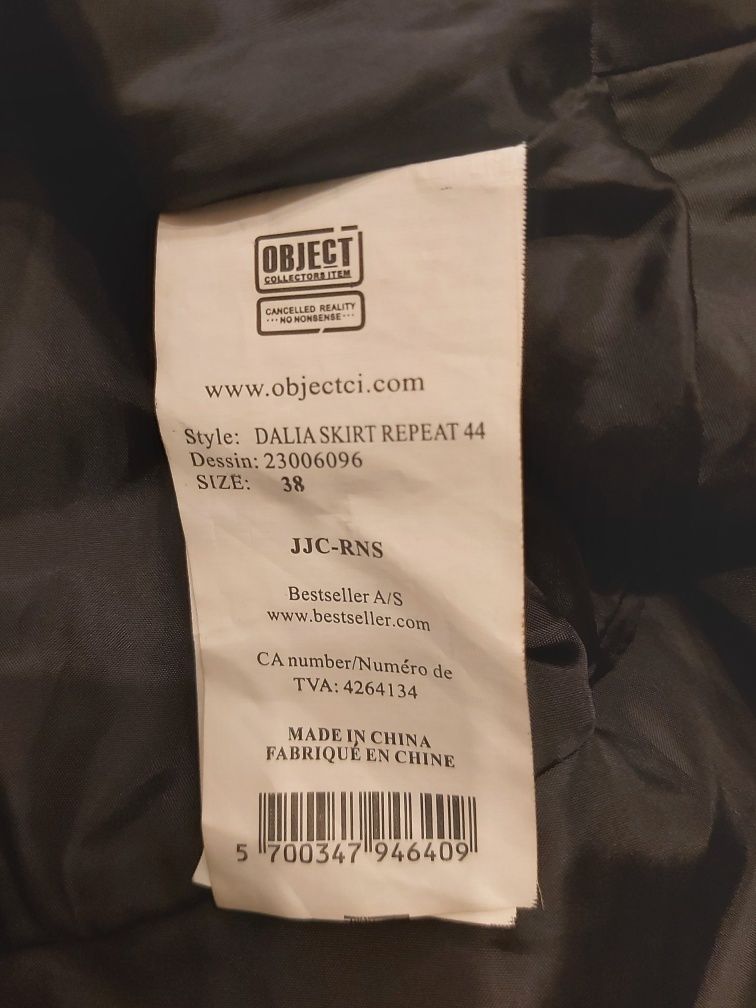 OBJECT
COLLECTORS ITEM
CANCELLED REALITY
···NO NONSENSE···
www.objectci.com
Style: DALIA SKIRT REPEAT 44
Dessin: 23006096
SIZE: 38
JJC-RNS
Bestseller A/S
www.bestseller.com
CA number/Numéro de
TVA: 4264134
MADE IN CHINA
FABRIQUÉ EN CHINE
5 700347 946409